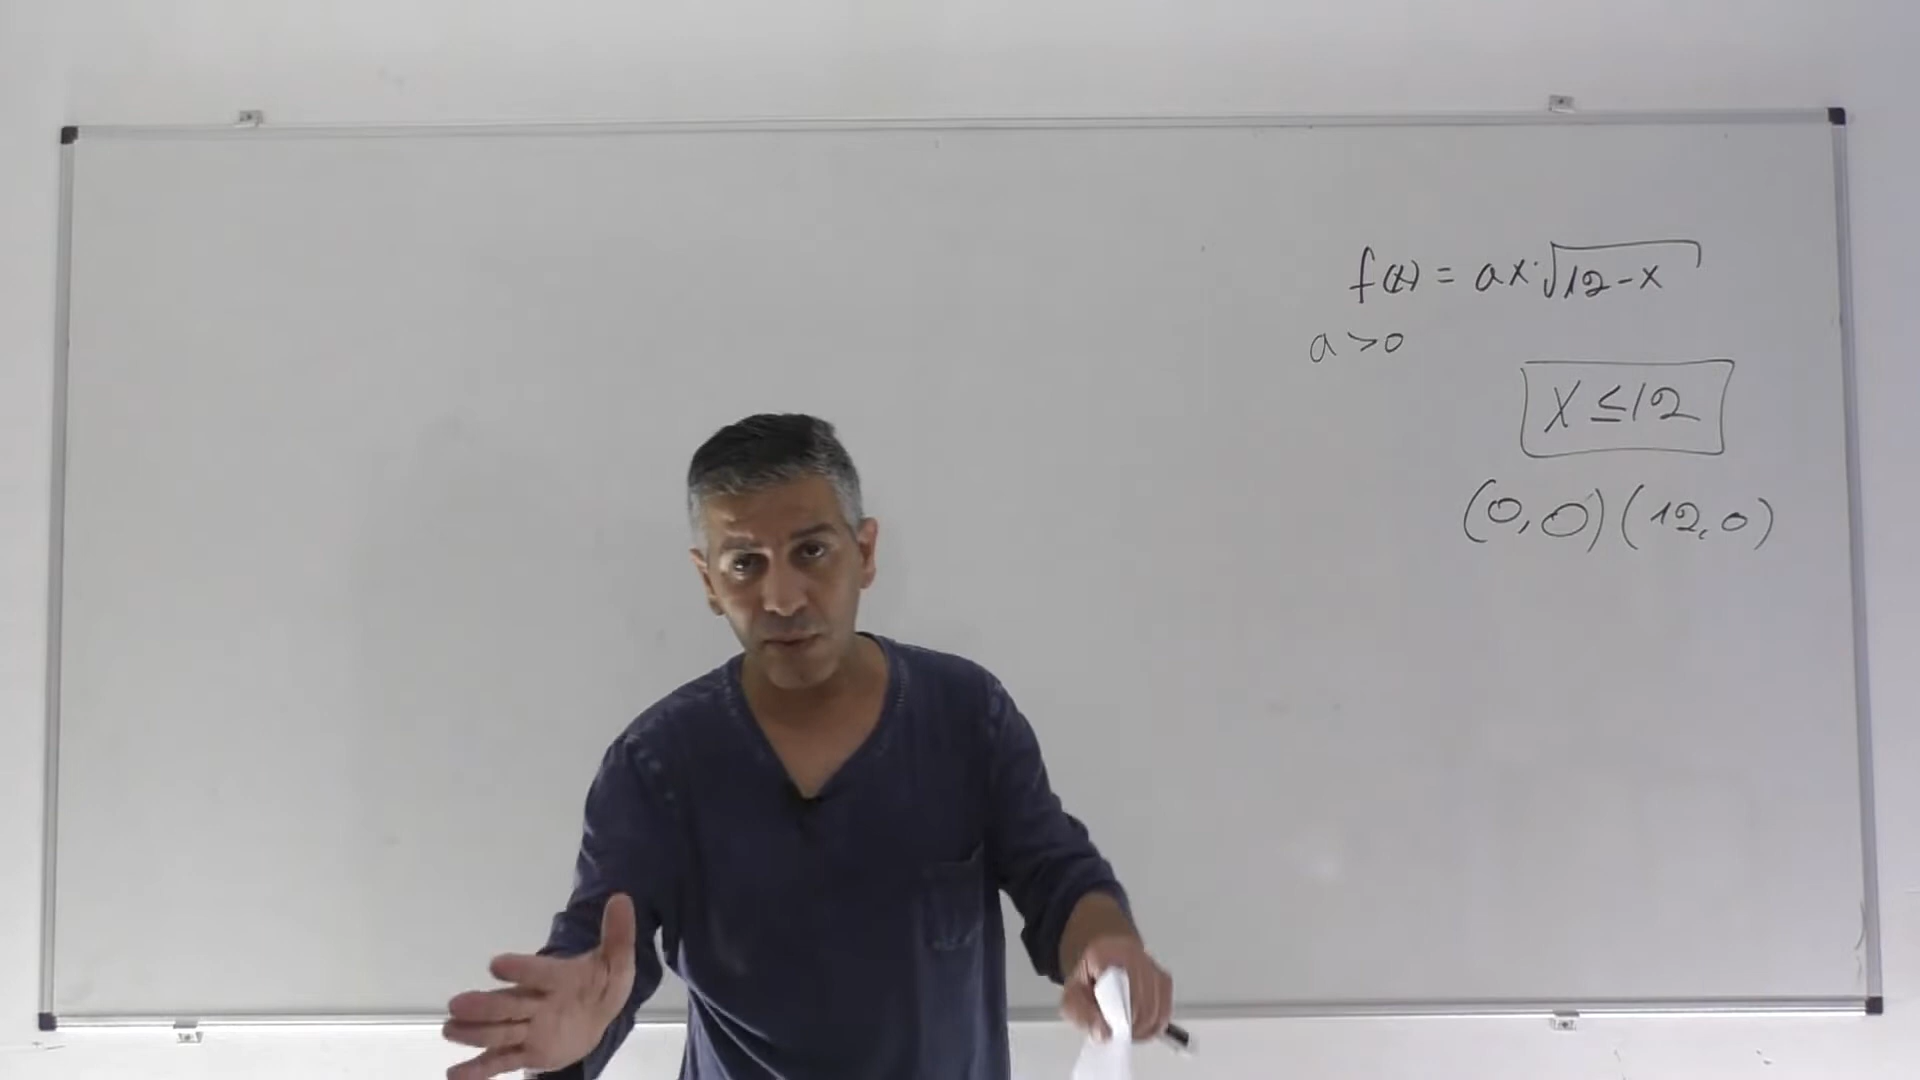 f(x) = ax·√12-x
a>0
x ≤ 12
(0,0) (12,0)